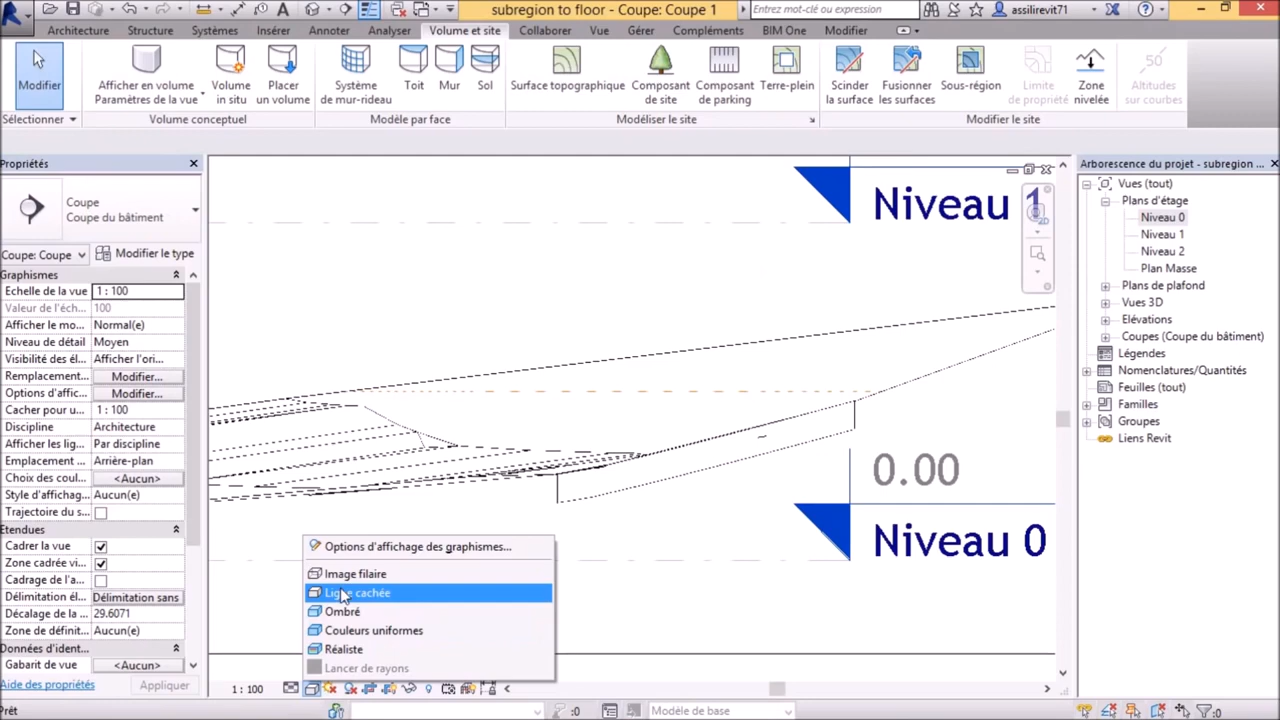 subregion to floor - Coupe: Coupe 1
Entrez mot-clé ou expression
assilirevit71
Architecture Structure Systèmes Insérer Annoter Analyser Volume et site Collaborer Vue Gérer Compléments BIM One Modifier
Modifier
Afficher en volume
Paramètres de la vue
Volume
in situ
Placer
un volume
Système
de mur-rideau
Toit
Mur
Sol
Surface topographique
Composant
de site
Composant
de parking
Terre-plein
Scinder
la surface
Fusionner
les surfaces
Sous-région
Limite
de propriété
Zone
nivelée
50
Altitudes
sur courbes
Sélectionner
Volume conceptuel
Modèle par face
Modéliser le site
Modifier le site
Propriétés
Coupe
Coupe du bâtiment
Coupe: Coupe
Modifier le type
Graphismes
Echelle de la vue 1 : 100
Valeur de l'éch... 100
Afficher le mo... Normal(e)
Niveau de détail Moyen
Visibilité des él... Afficher l'ori...
Remplacement... Modifier...
Options d'affic... Modifier...
Cacher pour u... 1 : 100
Discipline Architecture
Afficher les lig... Par discipline
Emplacement ... Arrière-plan
Choix des coul... <Aucun>
Style d'affichag... Aucun(e)
Trajectoire du s...
Etendues
Cadrer la vue
Zone cadrée vi...
Cadrage de l'a...
Délimitation él... Délimitation sans
Décalage de la ... 29.6071
Zone de définit... Aucun(e)
Données d'ident...
Gabarit de vue <Aucun>
Aide des propriétés
Appliquer
Niveau 1
0.00
Niveau 0
Options d'affichage des graphismes...
Image filaire
Ligne cachée
Ombré
Couleurs uniformes
Réaliste
Lancer de rayons
1 : 100
Arborescence du projet - subregion ...
Vues (tout)
Plans d'étage
Niveau 0
Niveau 1
Niveau 2
Plan Masse
Plans de plafond
Vues 3D
Elévations
Coupes (Coupe du bâtiment)
Légendes
Nomenclatures/Quantités
Feuilles (tout)
Familles
Groupes
Liens Revit
Prêt
:0
Modèle de base
:0